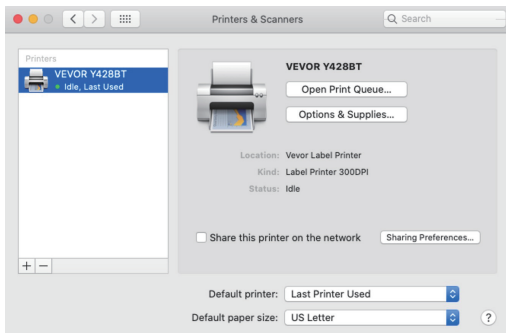 Printers & Scanners
Search
Printers
VEVOR Y428BT
Idle, Last Used
VEVOR Y428BT
Open Print Queue...
Options & Supplies...
Location: Vevor Label Printer
Kind: Label Printer 300DPI
Status: Idle
Share this printer on the network
Sharing Preferences...
+ −
Default printer: Last Printer Used
Default paper size: US Letter
?